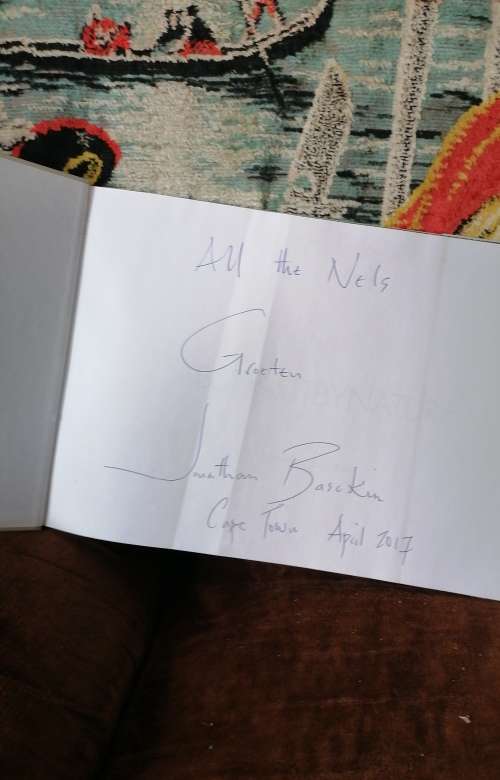 All the Nels
Groeten
Jonathan Basckin
Cape Town April 2017